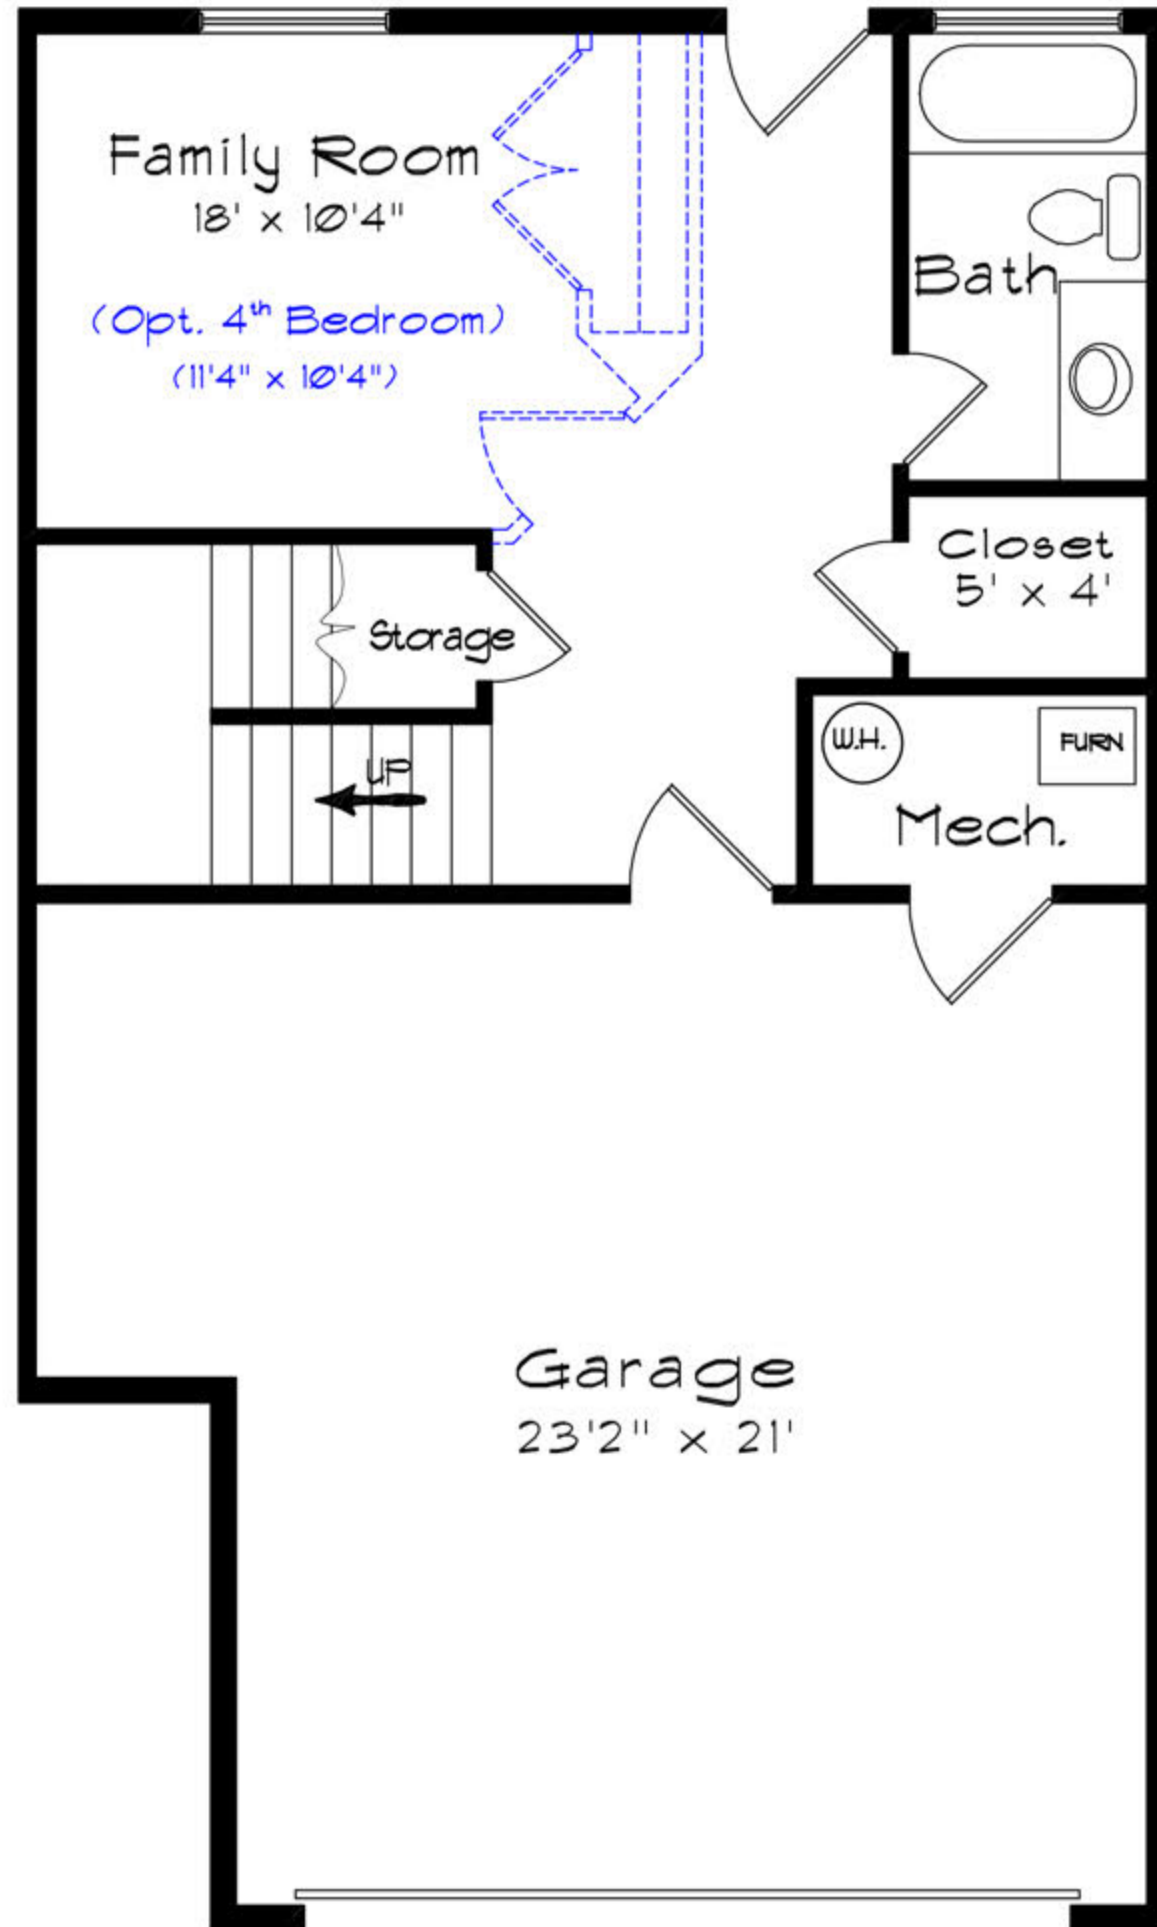 Family Room
18' x 10'4"
(Opt. 4th Bedroom)
(11'4" x 10'4")
Bath
Closet
5' x 4'
Storage
UP
W.H.
FURN
Mech.
Garage
23'2" x 21'